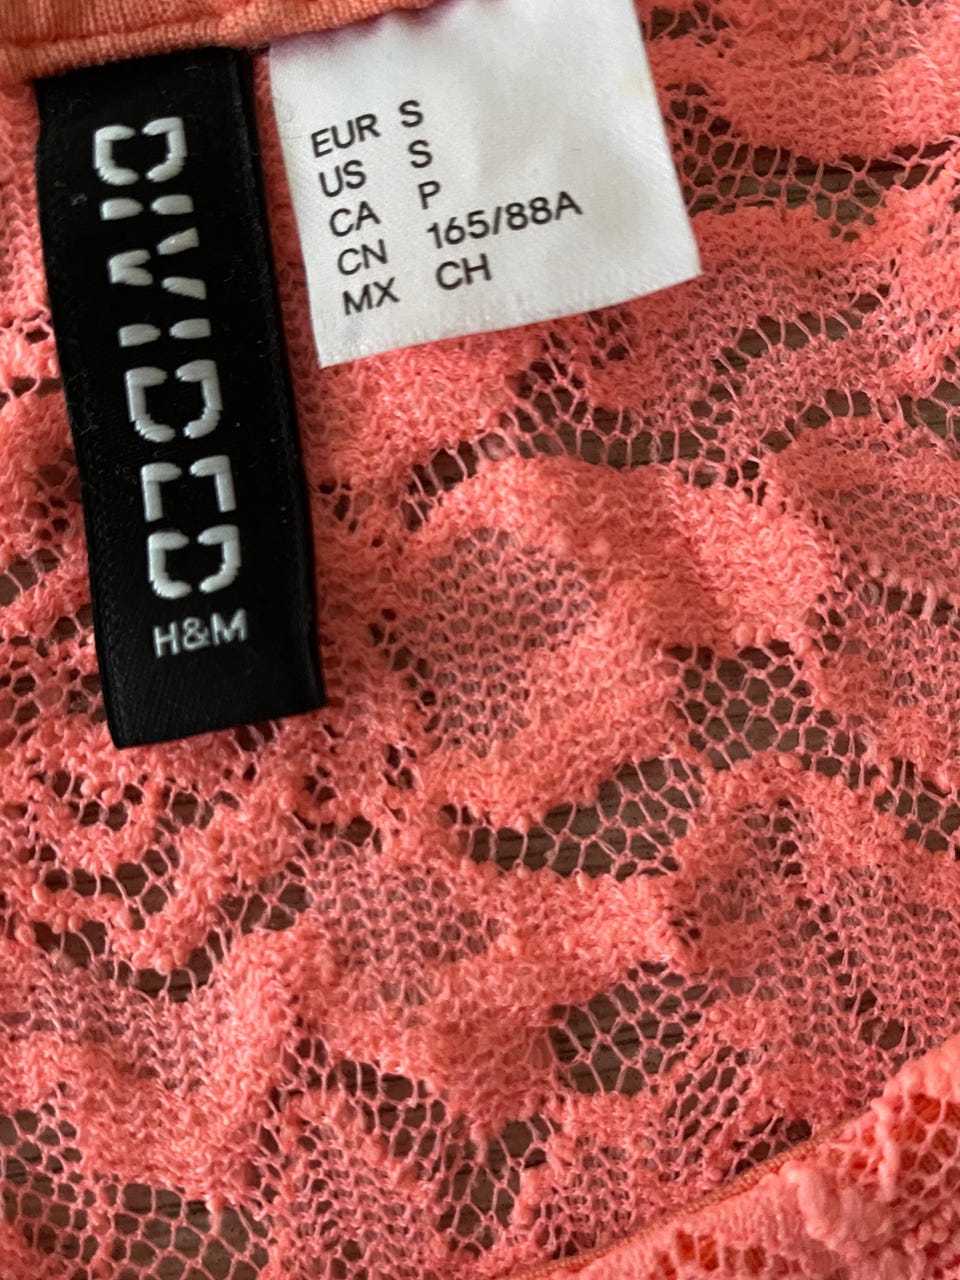 DIVIDED
H&M
EUR S
US S
CA P
CN 165/88A
MX CH